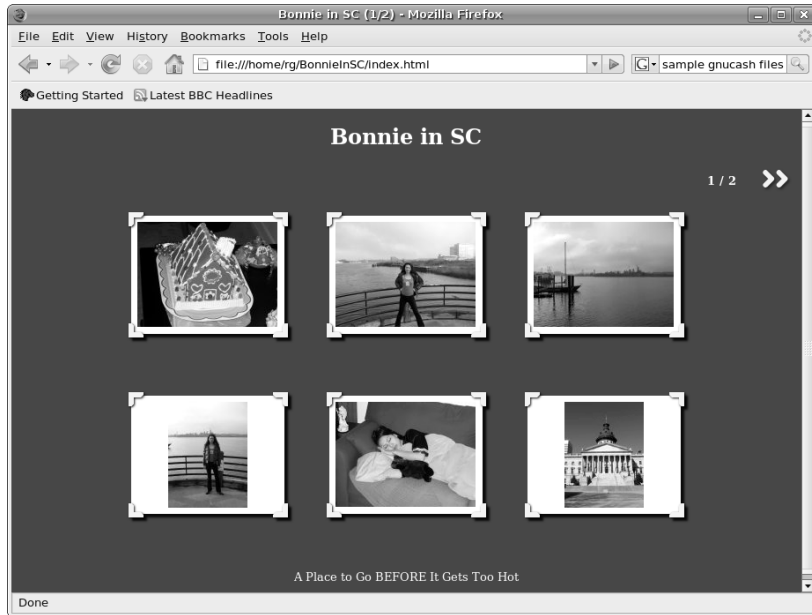 Bonnie in SC (1/2) - Mozilla Firefox
File Edit View History Bookmarks Tools Help
file:///home/rg/BonnieInSC/index.html G sample gnucash files
Getting Started Latest BBC Headlines
Bonnie in SC
1 / 2
A Place to Go BEFORE It Gets Too Hot
Done